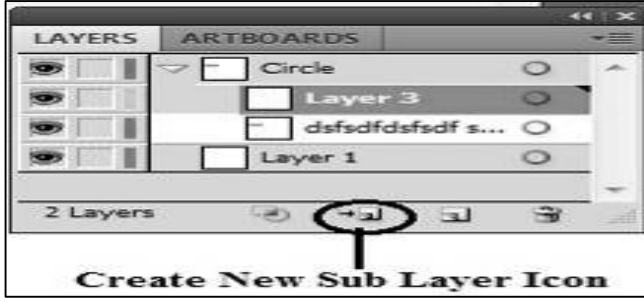 LAYERS ARTBOARDS
Circle
Layer 3
dsfsdfdsfsdf s...
Layer 1
2 Layers
Create New Sub Layer Icon